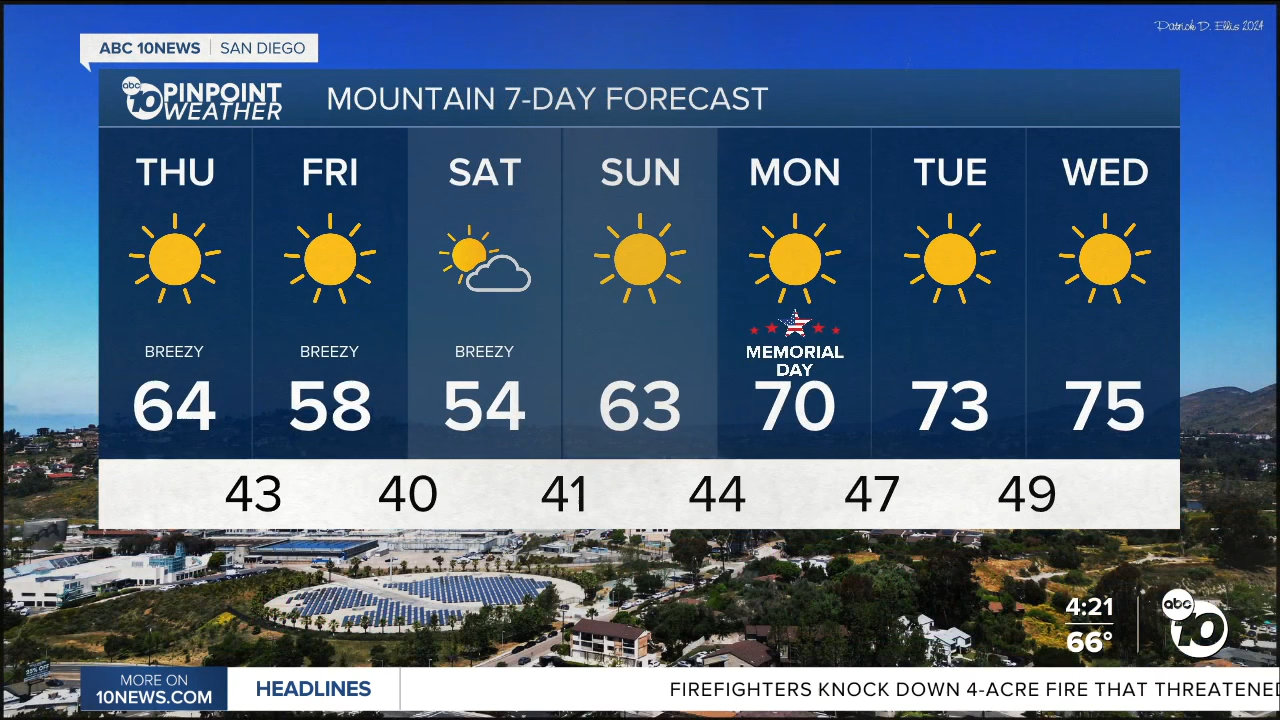 Patrick D. Ellis 2024
ABC 10NEWS | SAN DIEGO
abc 10 PINPOINT WEATHER
MOUNTAIN 7-DAY FORECAST
THU FRI SAT SUN MON TUE WED
MEMORIAL DAY
BREEZY BREEZY BREEZY
64 58 54 63 70 73 75
43 40 41 44 47 49
4:21
66°
abc 10
25% OFF
MORE ON
10NEWS.COM
HEADLINES
FIREFIGHTERS KNOCK DOWN 4-ACRE FIRE THAT THREATENE